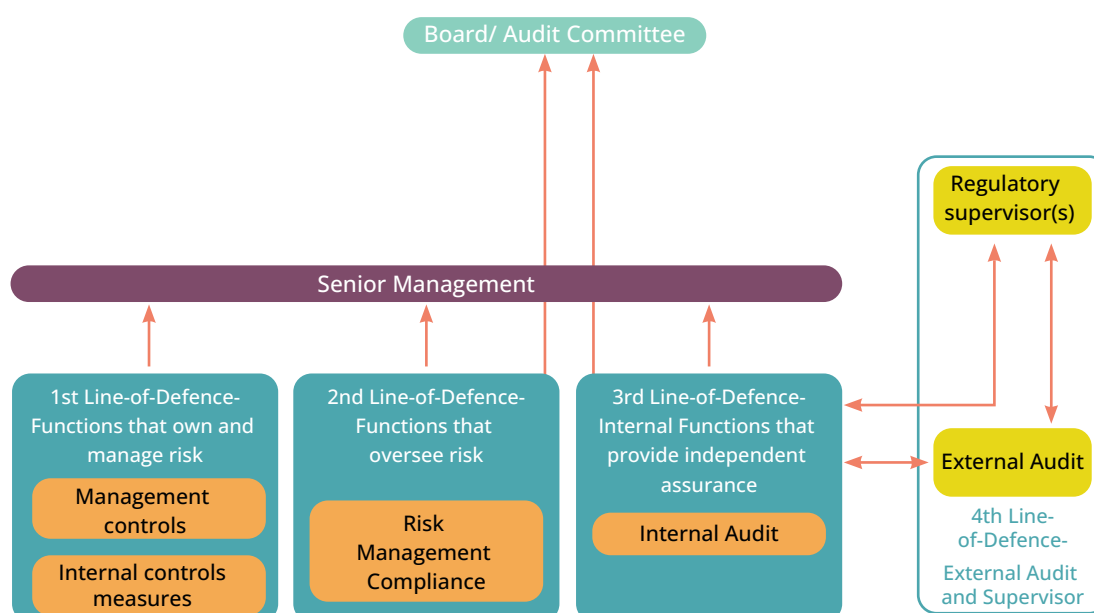 Board/ Audit Committee
Regulatory
supervisor(s)
Senior Management
1st Line-of-Defence-
Functions that own and
manage risk
Management
controls
Internal controls
measures
2nd Line-of-Defence-
Functions that
oversee risk
Risk
Management
Compliance
3rd Line-of-Defence-
Internal Functions that
provide independent
assurance
Internal Audit
External Audit
4th Line-
of-Defence-
External Audit
and Supervisor